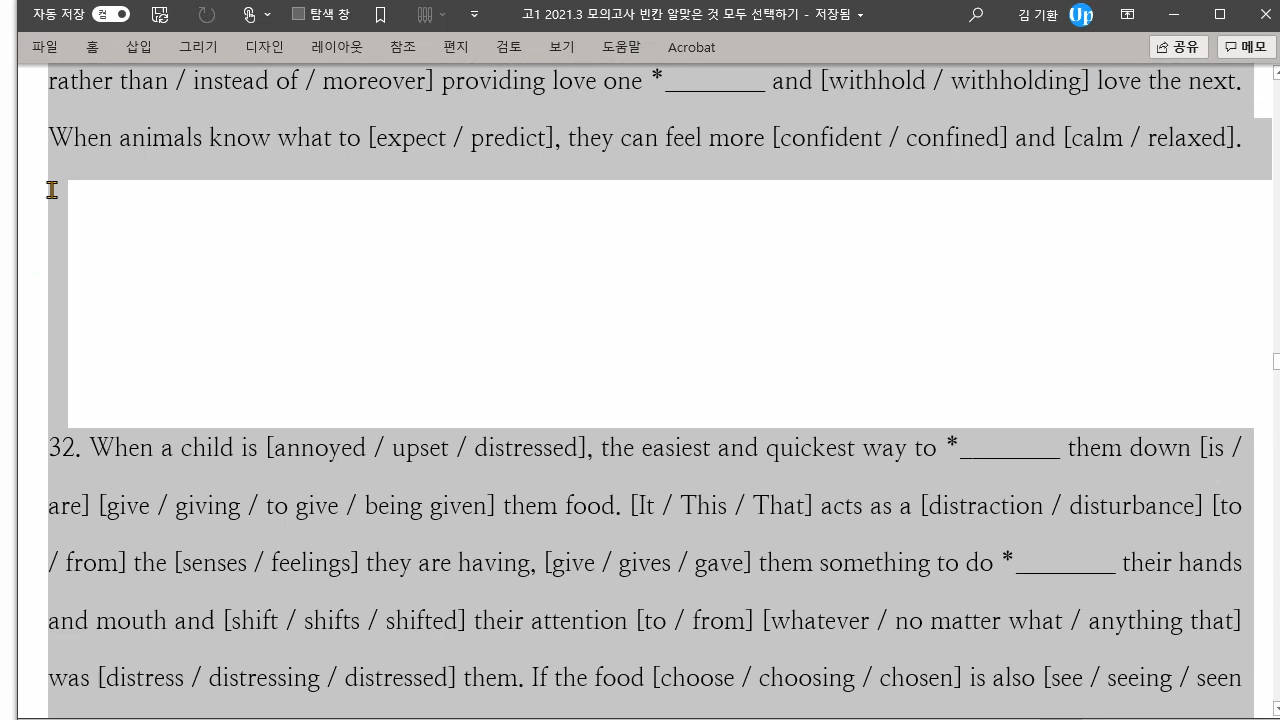 자동 저장 컴 탐색 창 고1 2021.3 모의고사 빈칸 알맞은 것 모두 선택하기 - 저장됨 김 기환 Up
파일 홈 삽입 그리기 디자인 레이아웃 참조 편지 검토 보기 도움말 Acrobat 공유 메모
rather than / instead of / moreover] providing love one *________ and [withhold / withholding] love the next.
When animals know what to [expect / predict], they can feel more [confident / confined] and [calm / relaxed].
32. When a child is [annoyed / upset / distressed], the easiest and quickest way to *________ them down [is /
are] [give / giving / to give / being given] them food. [It / This / That] acts as a [distraction / disturbance] [to
/ from] the [senses / feelings] they are having, [give / gives / gave] them something to do *________ their hands
and mouth and [shift / shifts / shifted] their attention [to / from] [whatever / no matter what / anything that]
was [distress / distressing / distressed] them. If the food [choose / choosing / chosen] is also [see / seeing / seen